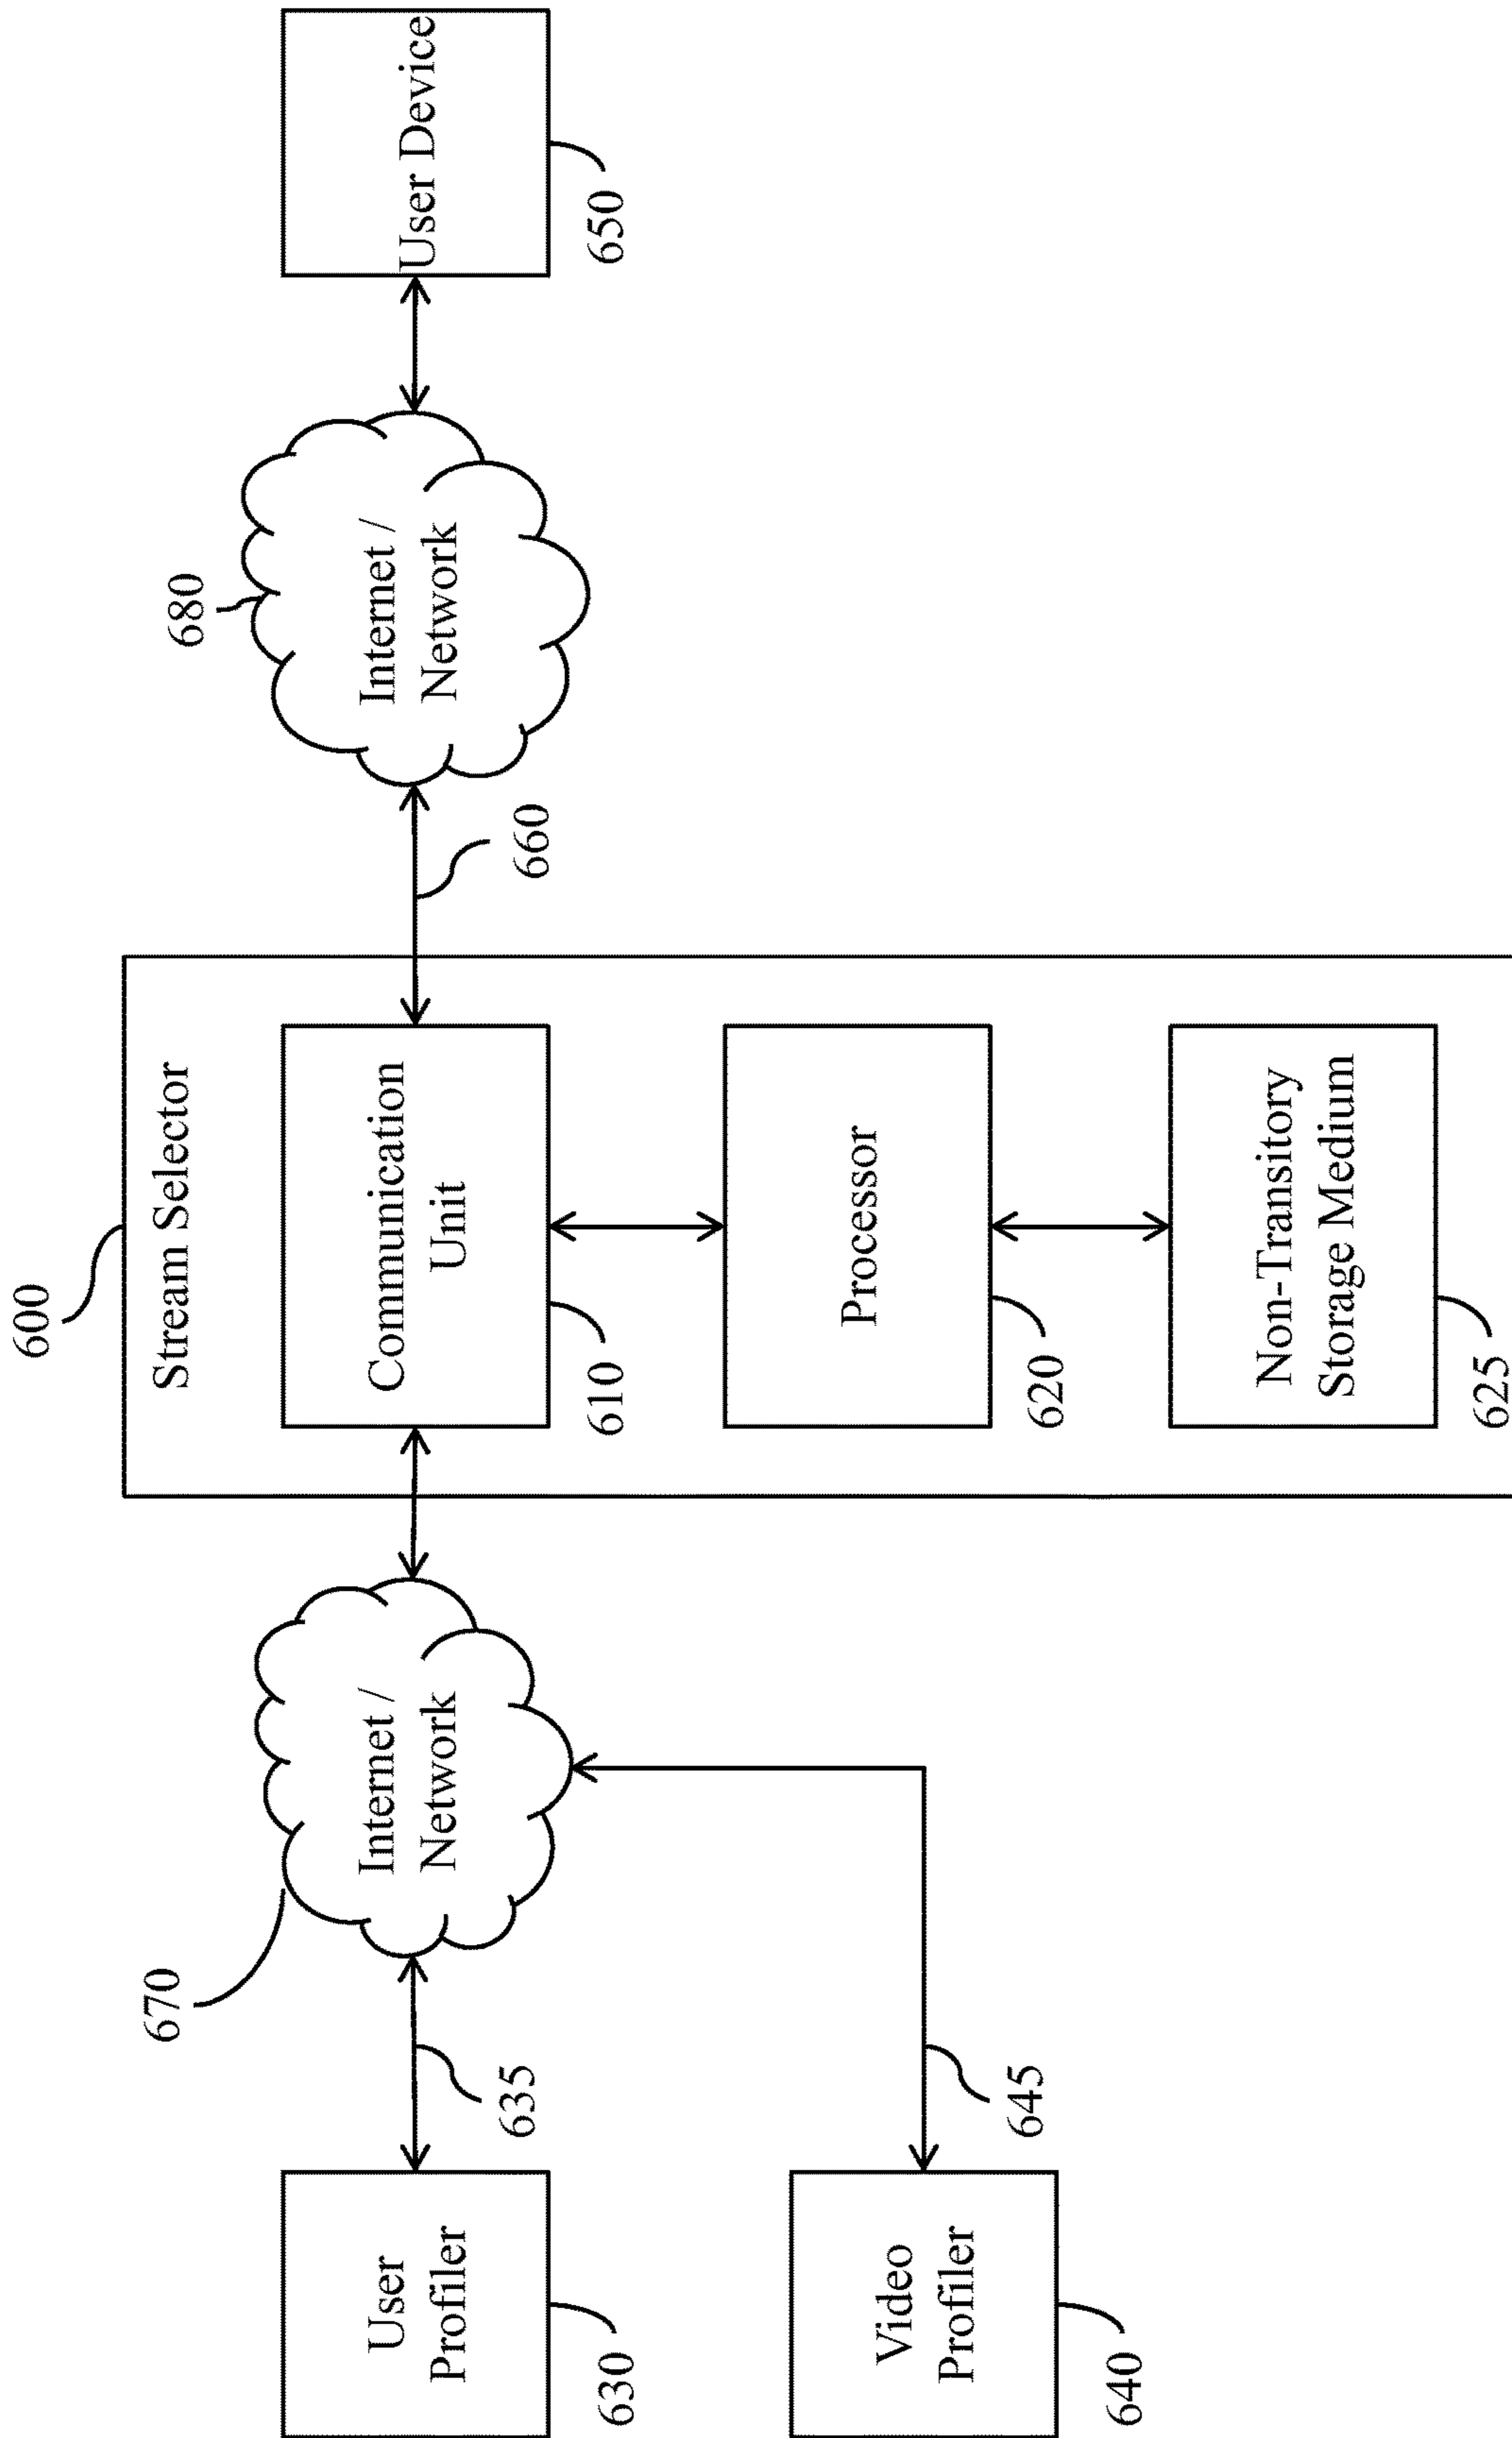 600
Stream Selector
User
Profiler
630
635
670
Internet /
Network
Communication
Unit
610
660
680
Internet /
Network
User Device
650
Video
Profiler
640
645
Processor
620
Non-Transitory
Storage Medium
625